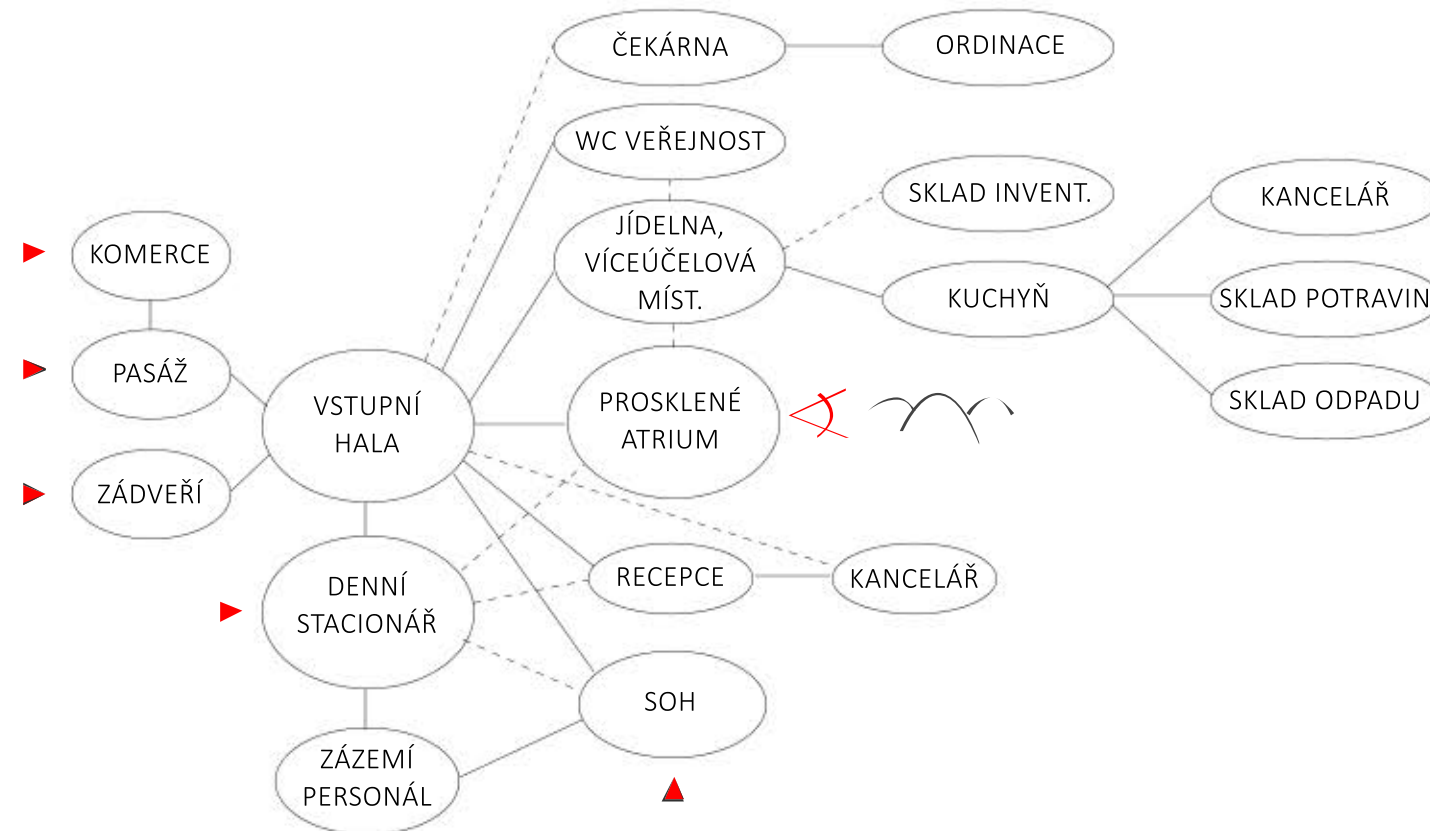 ČEKÁRNA
ORDINACE
WC VEŘEJNOST
SKLAD INVENT.
KANCELÁŘ
JÍDELNA,
VÍCEÚČELOVÁ
MÍST.
KOMERCE
KUCHYŇ
SKLAD POTRAVIN
PASÁŽ
VSTUPNÍ
HALA
PROSKLENÉ
ATRIUM
SKLAD ODPADU
ZÁDVEŘÍ
DENNÍ
STACIONÁŘ
RECEPCE
KANCELÁŘ
SOH
ZÁZEMÍ
PERSONÁL